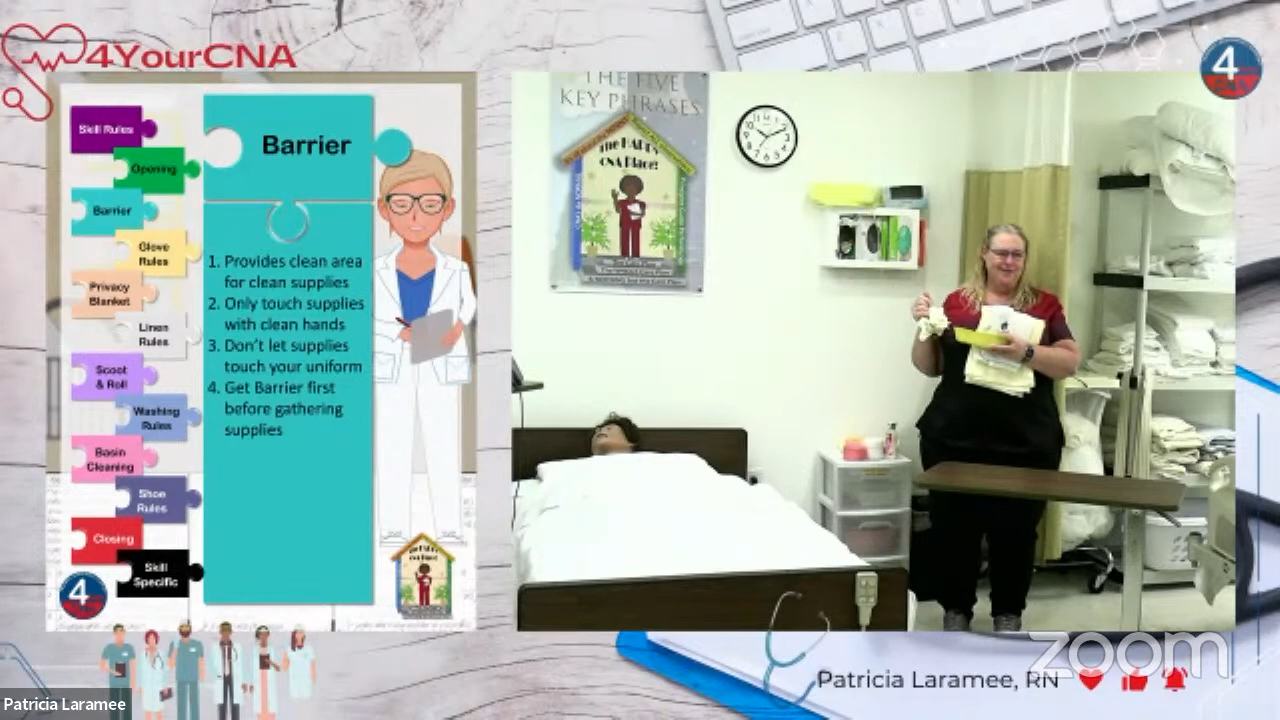 4YourCNA
4
Skill Rules
Opening
Barrier
Glove
Rules
Privacy
Blanket
Linen
Rules
Scoot
& Roll
Washing
Rules
Basin
Cleaning
Shoe
Rules
Closing
Skill
Specific
4
Barrier
1. Provides clean area
for clean supplies
2. Only touch supplies
with clean hands
3. Don't let supplies
touch your uniform
4. Get Barrier first
before gathering
supplies
THE FIVE
KEY PHRASES
The HAPPY
CNA Place!
zoom
Patricia Laramee, RN
Patricia Laramee